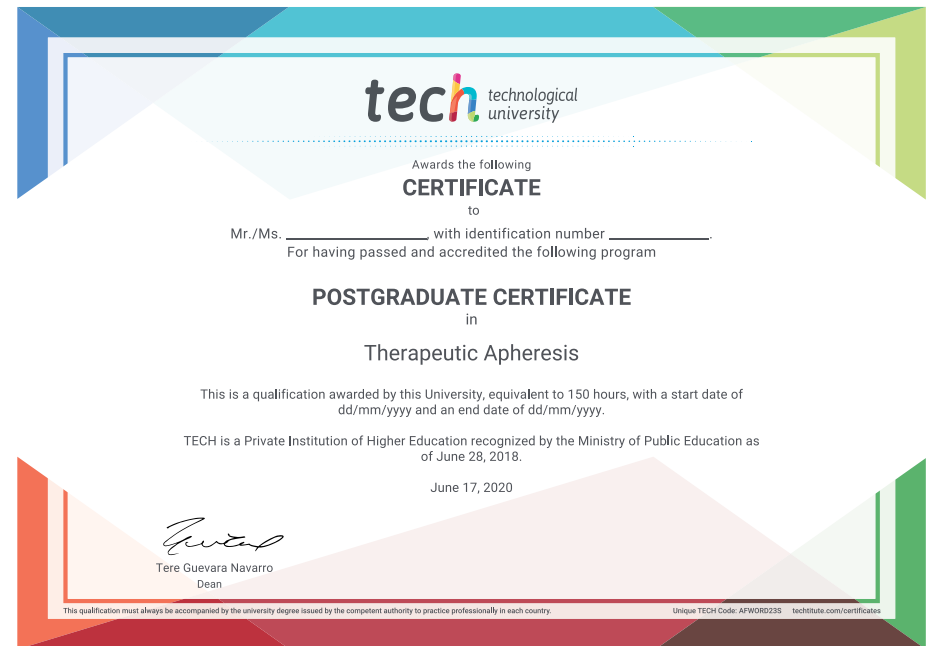 tech technological
university
Awards the following
CERTIFICATE
to
Mr./Ms. ____________________, with identification number ______________.
For having passed and accredited the following program
POSTGRADUATE CERTIFICATE
in
Therapeutic Apheresis
This is a qualification awarded by this University, equivalent to 150 hours, with a start date of
dd/mm/yyyy and an end date of dd/mm/yyyy.
TECH is a Private Institution of Higher Education recognized by the Ministry of Public Education as
of June 28, 2018.
June 17, 2020
Tere Guevara Navarro
Dean
This qualification must always be accompanied by the university degree issued by the competent authority to practice professionally in each country.
Unique TECH Code: AFWORD23S techtitute.com/certificates